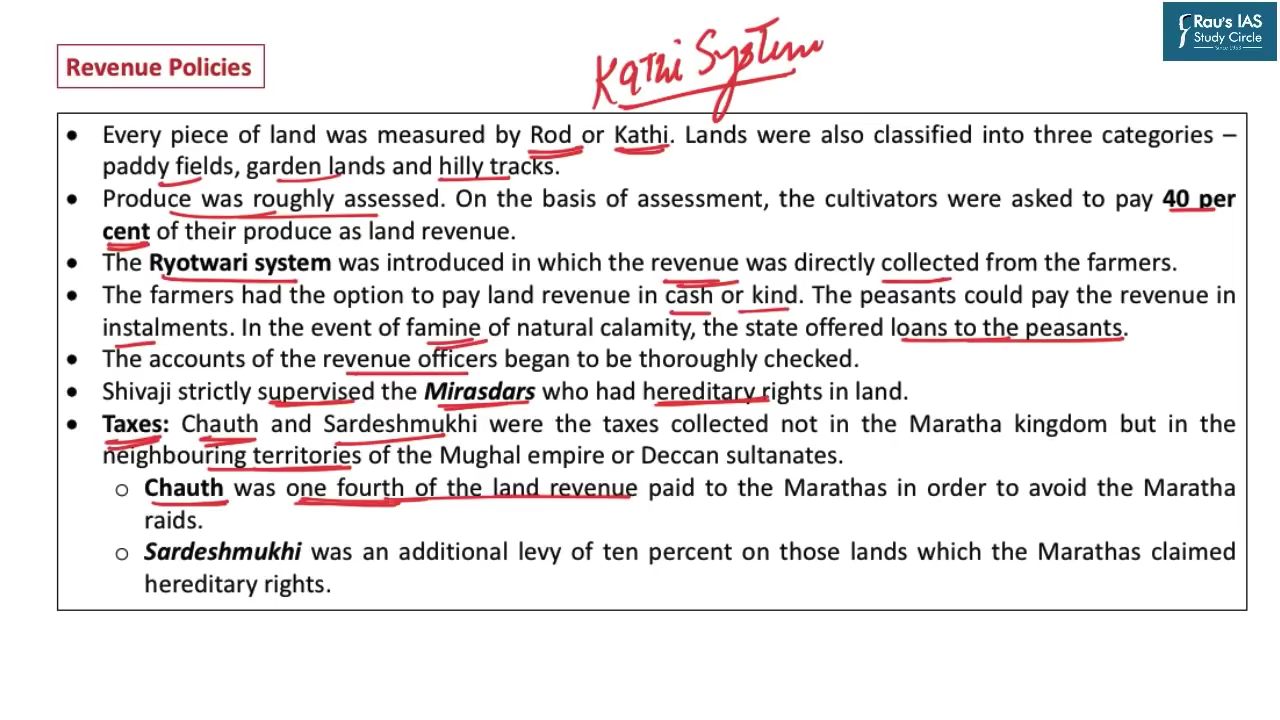 Rau's IAS
Study Circle
Since 1953
Revenue Policies
Kathi System
• Every piece of land was measured by Rod or Kathi. Lands were also classified into three categories –
paddy fields, garden lands and hilly tracks.
• Produce was roughly assessed. On the basis of assessment, the cultivators were asked to pay 40 per
cent of their produce as land revenue.
• The Ryotwari system was introduced in which the revenue was directly collected from the farmers.
• The farmers had the option to pay land revenue in cash or kind. The peasants could pay the revenue in
instalments. In the event of famine of natural calamity, the state offered loans to the peasants.
• The accounts of the revenue officers began to be thoroughly checked.
• Shivaji strictly supervised the Mirasdars who had hereditary rights in land.
• Taxes: Chauth and Sardeshmukhi were the taxes collected not in the Maratha kingdom but in the
neighbouring territories of the Mughal empire or Deccan sultanates.
o Chauth was one fourth of the land revenue paid to the Marathas in order to avoid the Maratha
raids.
o Sardeshmukhi was an additional levy of ten percent on those lands which the Marathas claimed
hereditary rights.